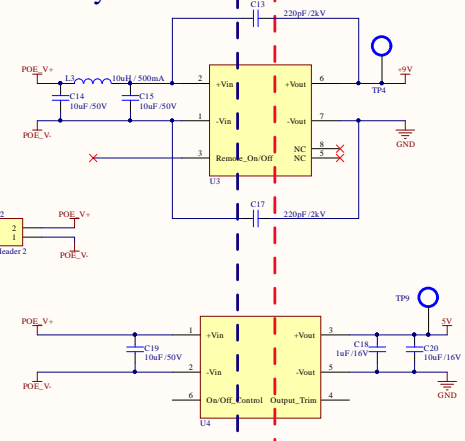 C13
220pF/2kV
POE_V+
L3
10uH / 500mA
2
+Vin
+Vout
6
+9V
TP4
C14
10uF /50V
C15
10uF /50V
1
-Vin
-Vout
7
POE_V-
GND
NC
8
3
Remote_On/Off
NC
5
U3
C17
220pF/2kV
2
POE_V+
2
1
Header 2
POE_V-
TP9
POE_V+
5V
1
+Vin
+Vout
3
C19
10uF/50V
C18
1uF /16V
C20
10uF /16V
2
-Vin
-Vout
5
POE_V-
GND
6
On/Off_Control
Output_Trim
4
U4